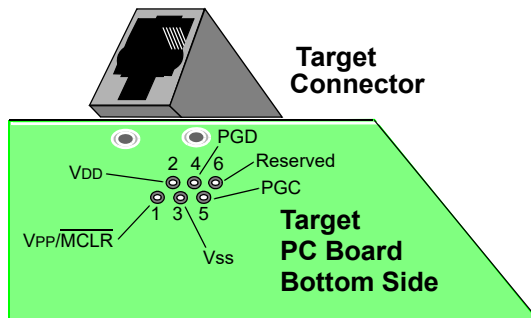 Target
Connector
PGD
2 4 6
Reserved
VDD
PGC
1 3 5
VPP/MCLR
Vss
Target
PC Board
Bottom Side